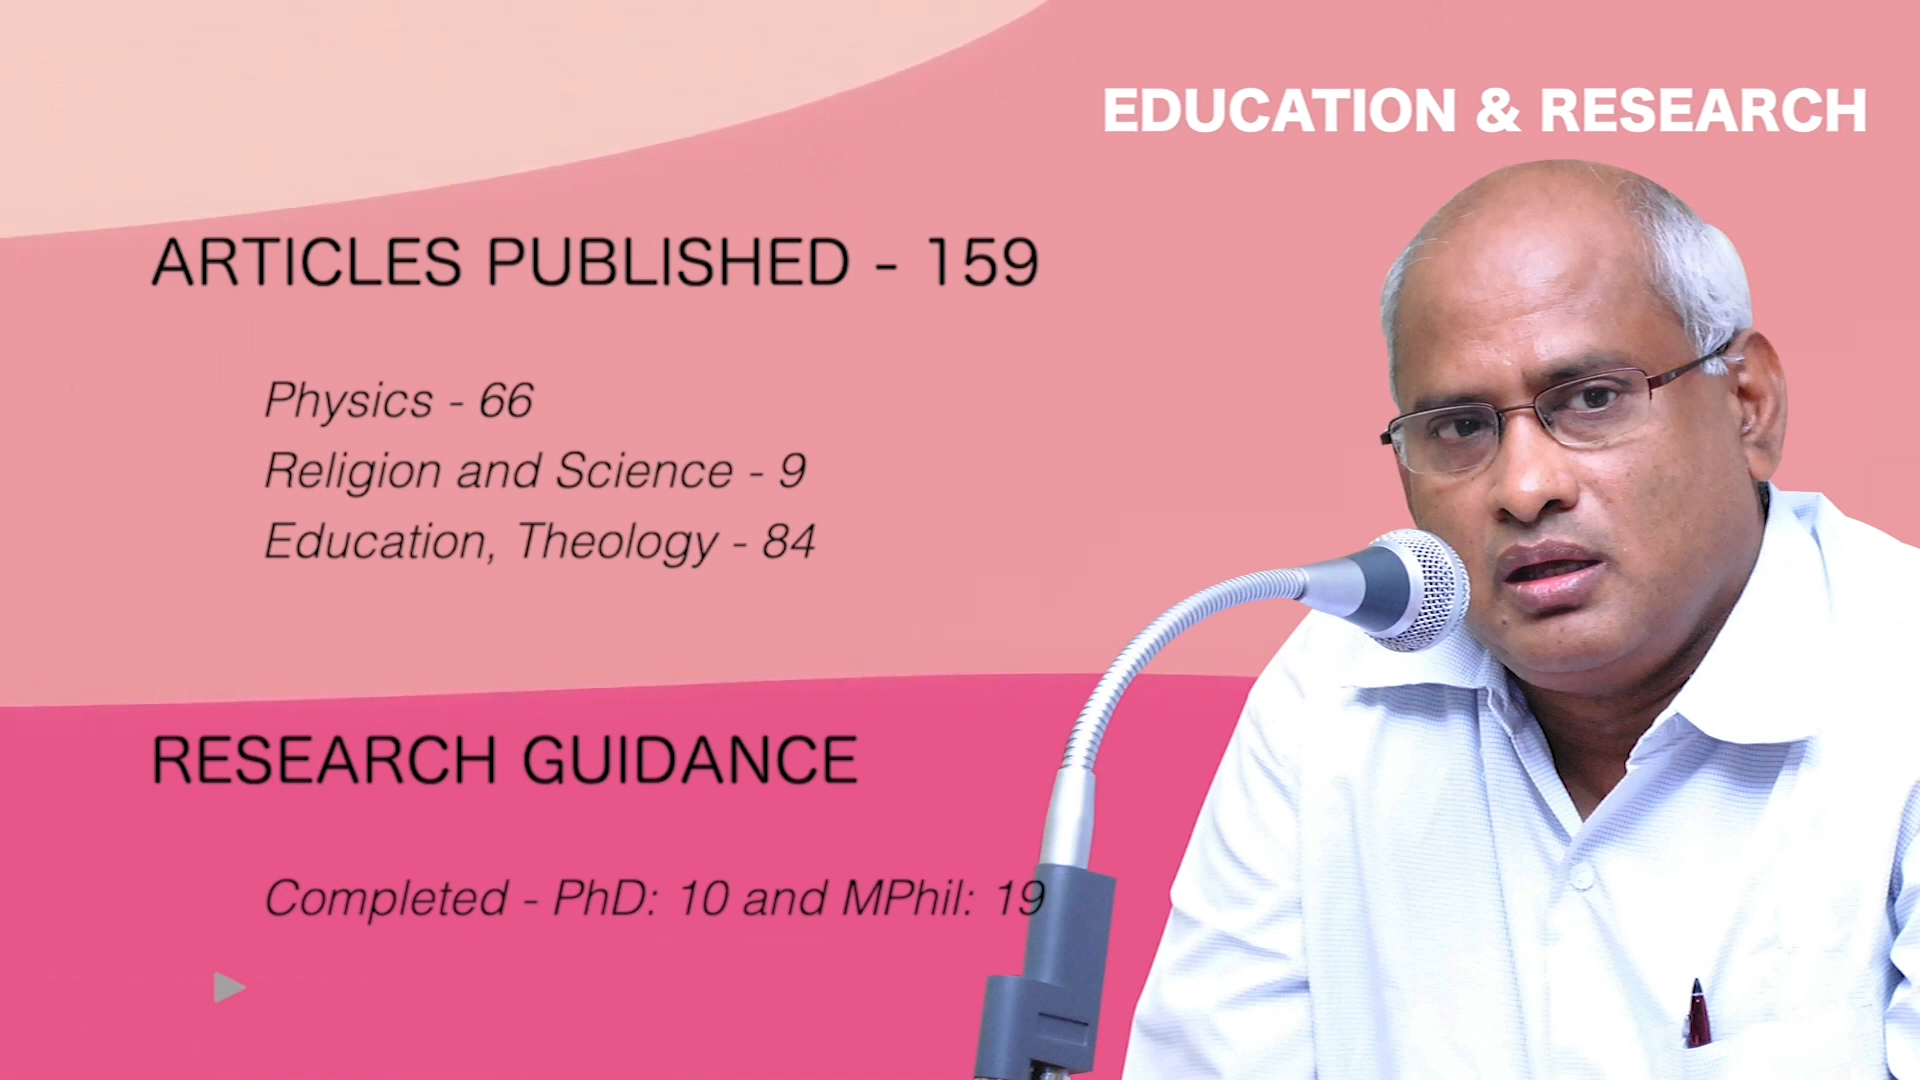 EDUCATION & RESEARCH
ARTICLES PUBLISHED - 159
Physics - 66
Religion and Science - 9
Education, Theology - 84
RESEARCH GUIDANCE
Completed - PhD: 10 and MPhil: 19